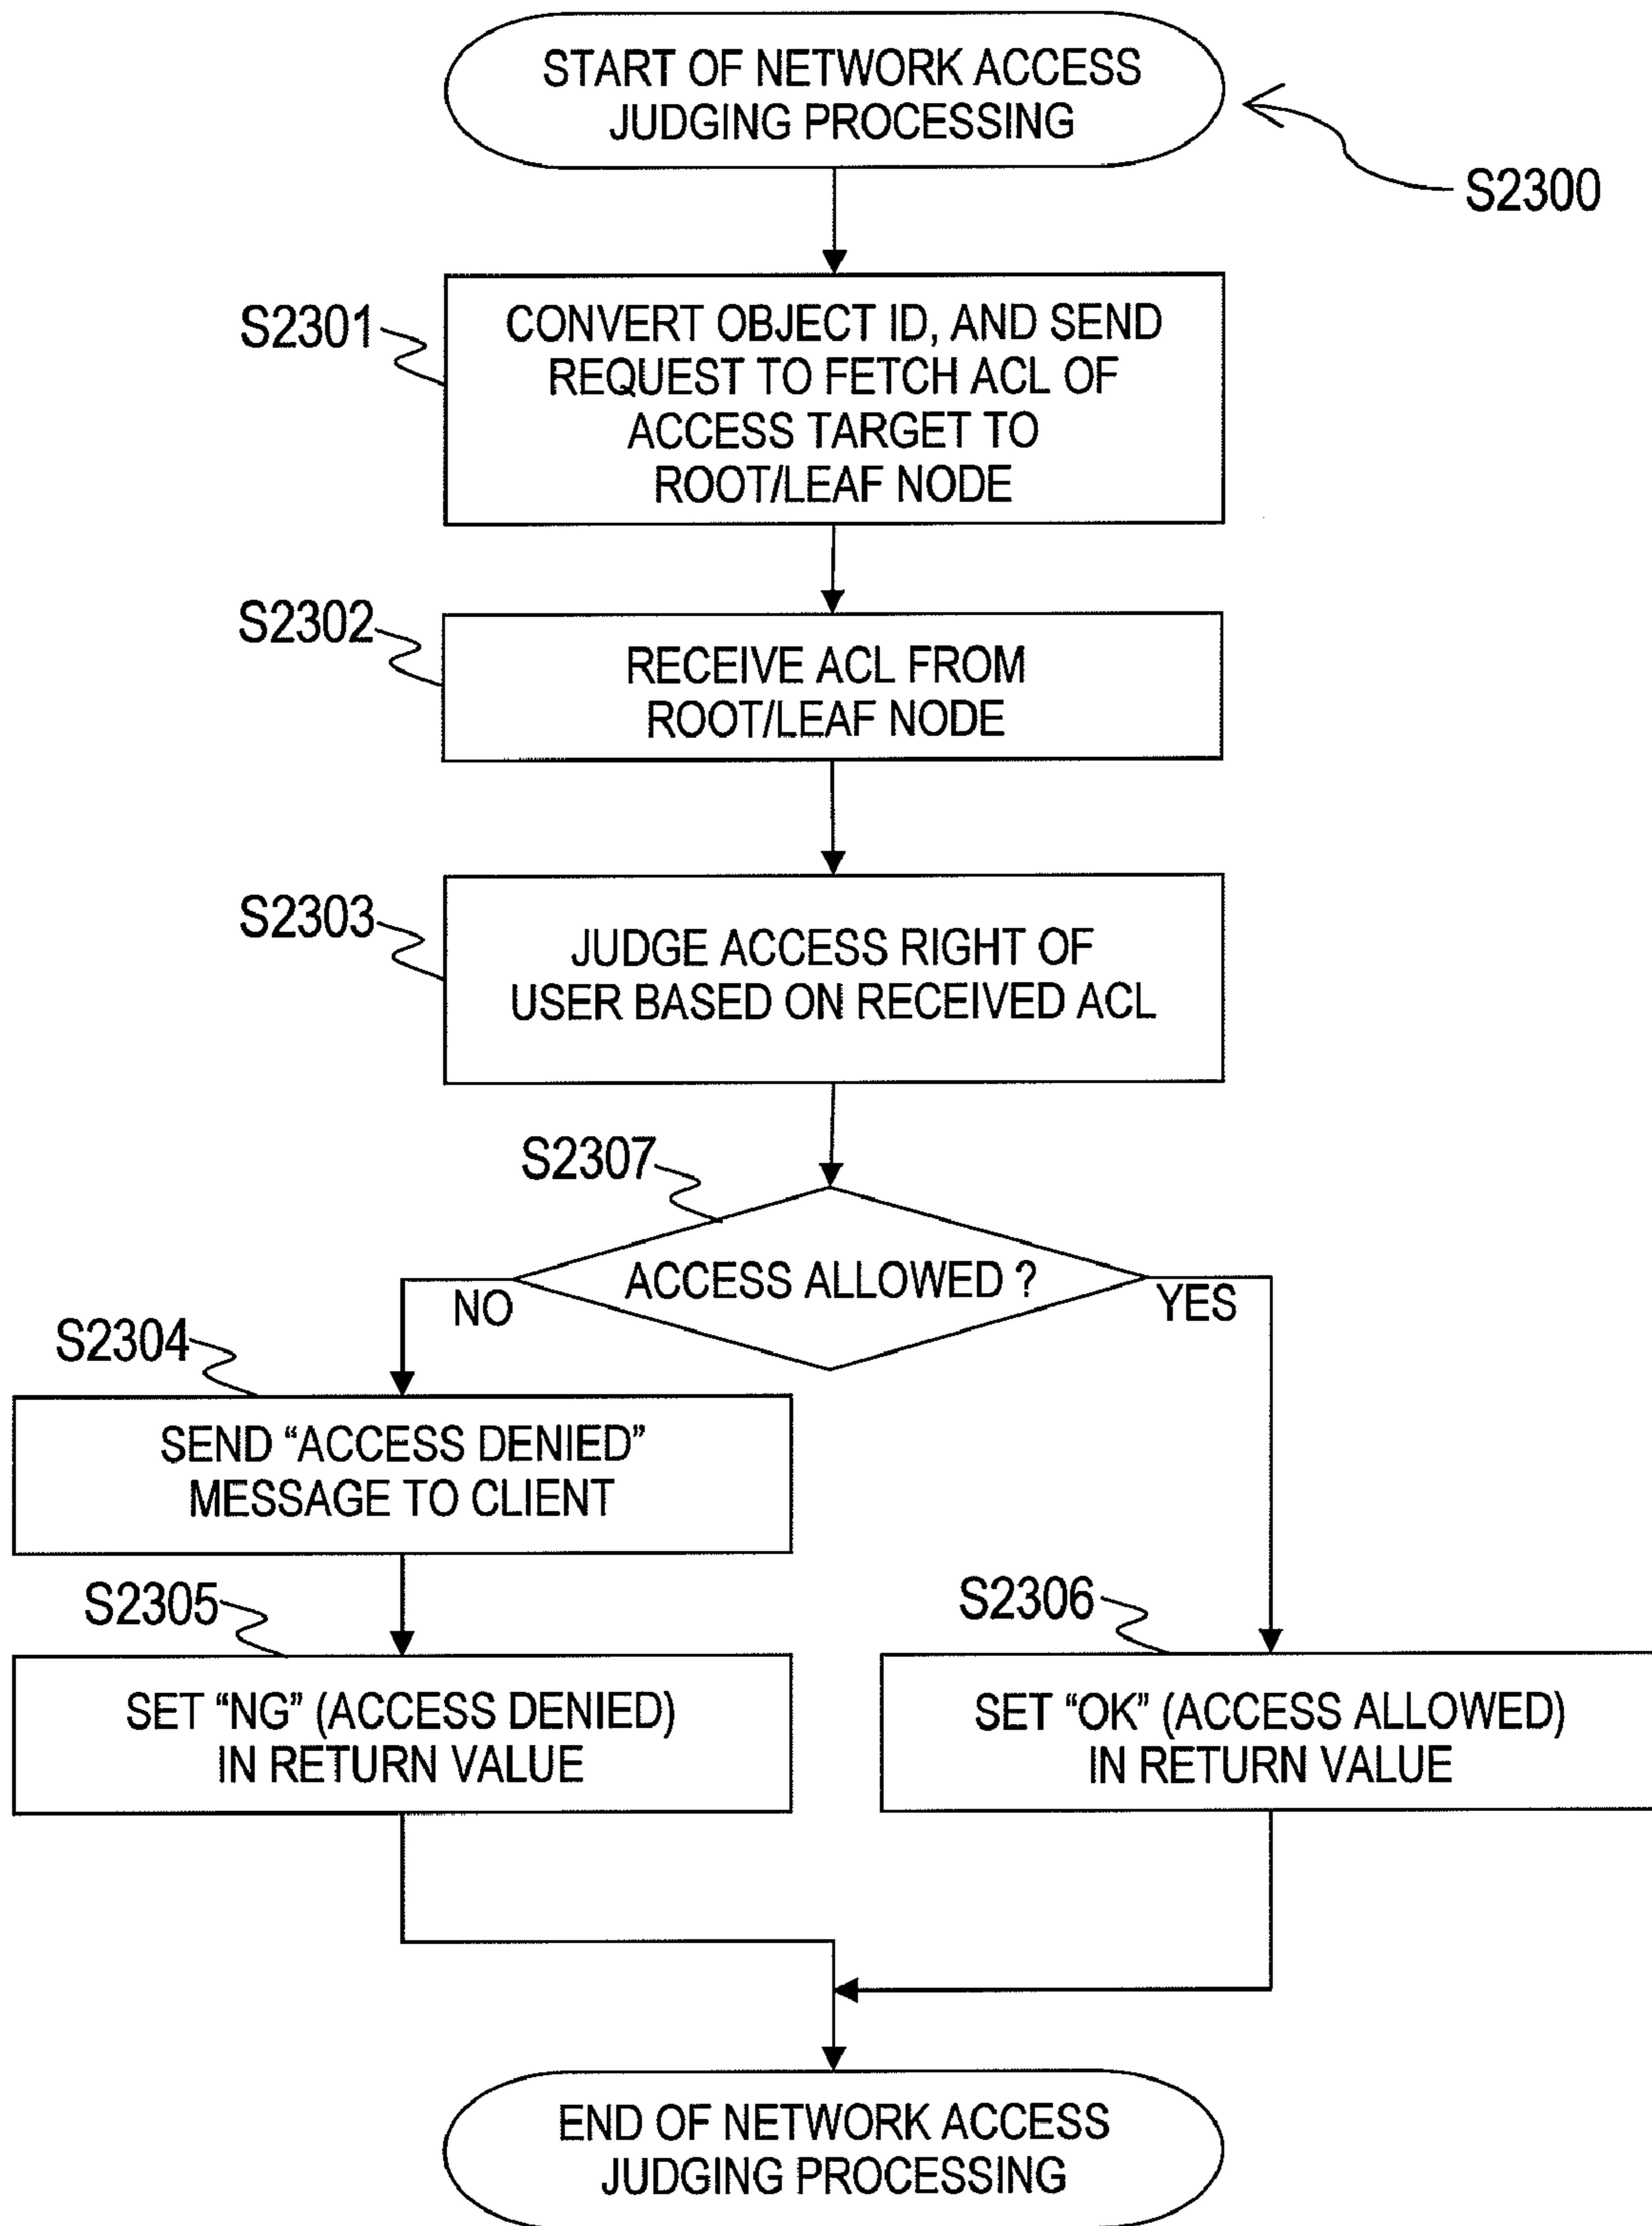 START OF NETWORK ACCESS
JUDGING PROCESSING
S2300
S2301
CONVERT OBJECT ID, AND SEND
REQUEST TO FETCH ACL OF
ACCESS TARGET TO
ROOT/LEAF NODE
S2302
RECEIVE ACL FROM
ROOT/LEAF NODE
S2303
JUDGE ACCESS RIGHT OF
USER BASED ON RECEIVED ACL
S2307
ACCESS ALLOWED ?
NO
YES
S2304
SEND “ACCESS DENIED”
MESSAGE TO CLIENT
S2305
SET “NG” (ACCESS DENIED)
IN RETURN VALUE
S2306
SET “OK” (ACCESS ALLOWED)
IN RETURN VALUE
END OF NETWORK ACCESS
JUDGING PROCESSING